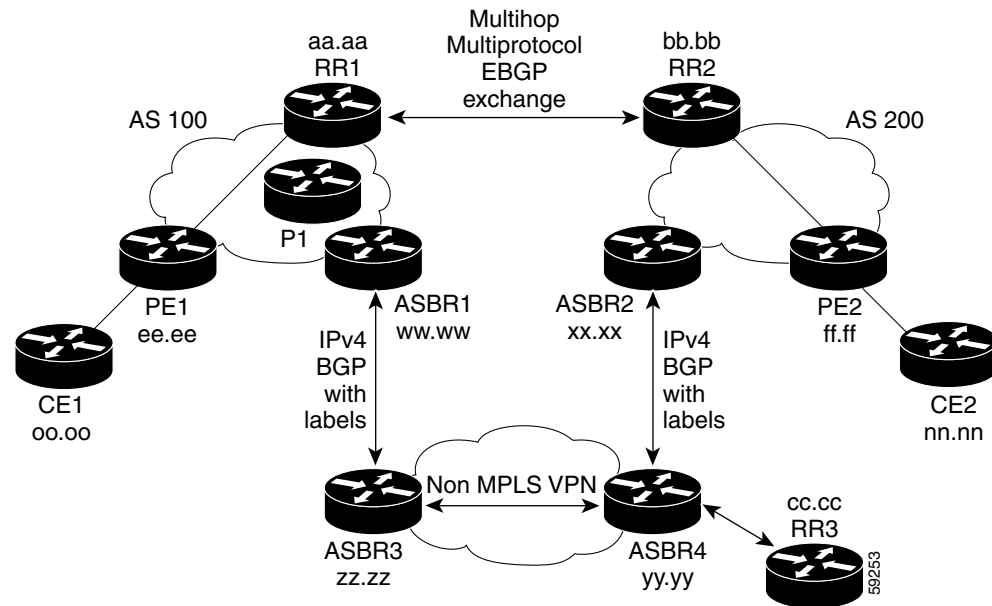 Multihop
Multiprotocol
EBGP
exchange
aa.aa
RR1
bb.bb
RR2
AS 100
AS 200
P1
PE1
ee.ee
ASBR1
ww.ww
ASBR2
xx.xx
PE2
ff.ff
IPv4
BGP
with
labels
IPv4
BGP
with
labels
CE1
oo.oo
CE2
nn.nn
Non MPLS VPN
ASBR3
zz.zz
ASBR4
yy.yy
cc.cc
RR3
59253